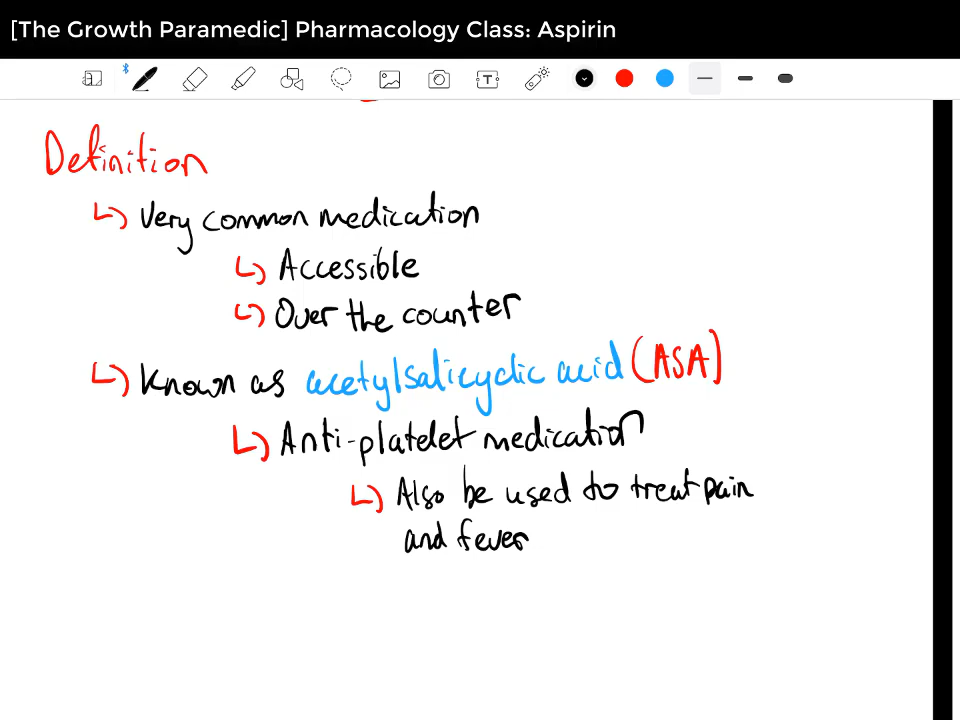 [The Growth Paramedic] Pharmacology Class: Aspirin
Definition
Very common medication
Accessible
Over the counter
Known as acetylsalicyclic acid (ASA]
Anti-platelet medication
Also be used to treat pain
and fever